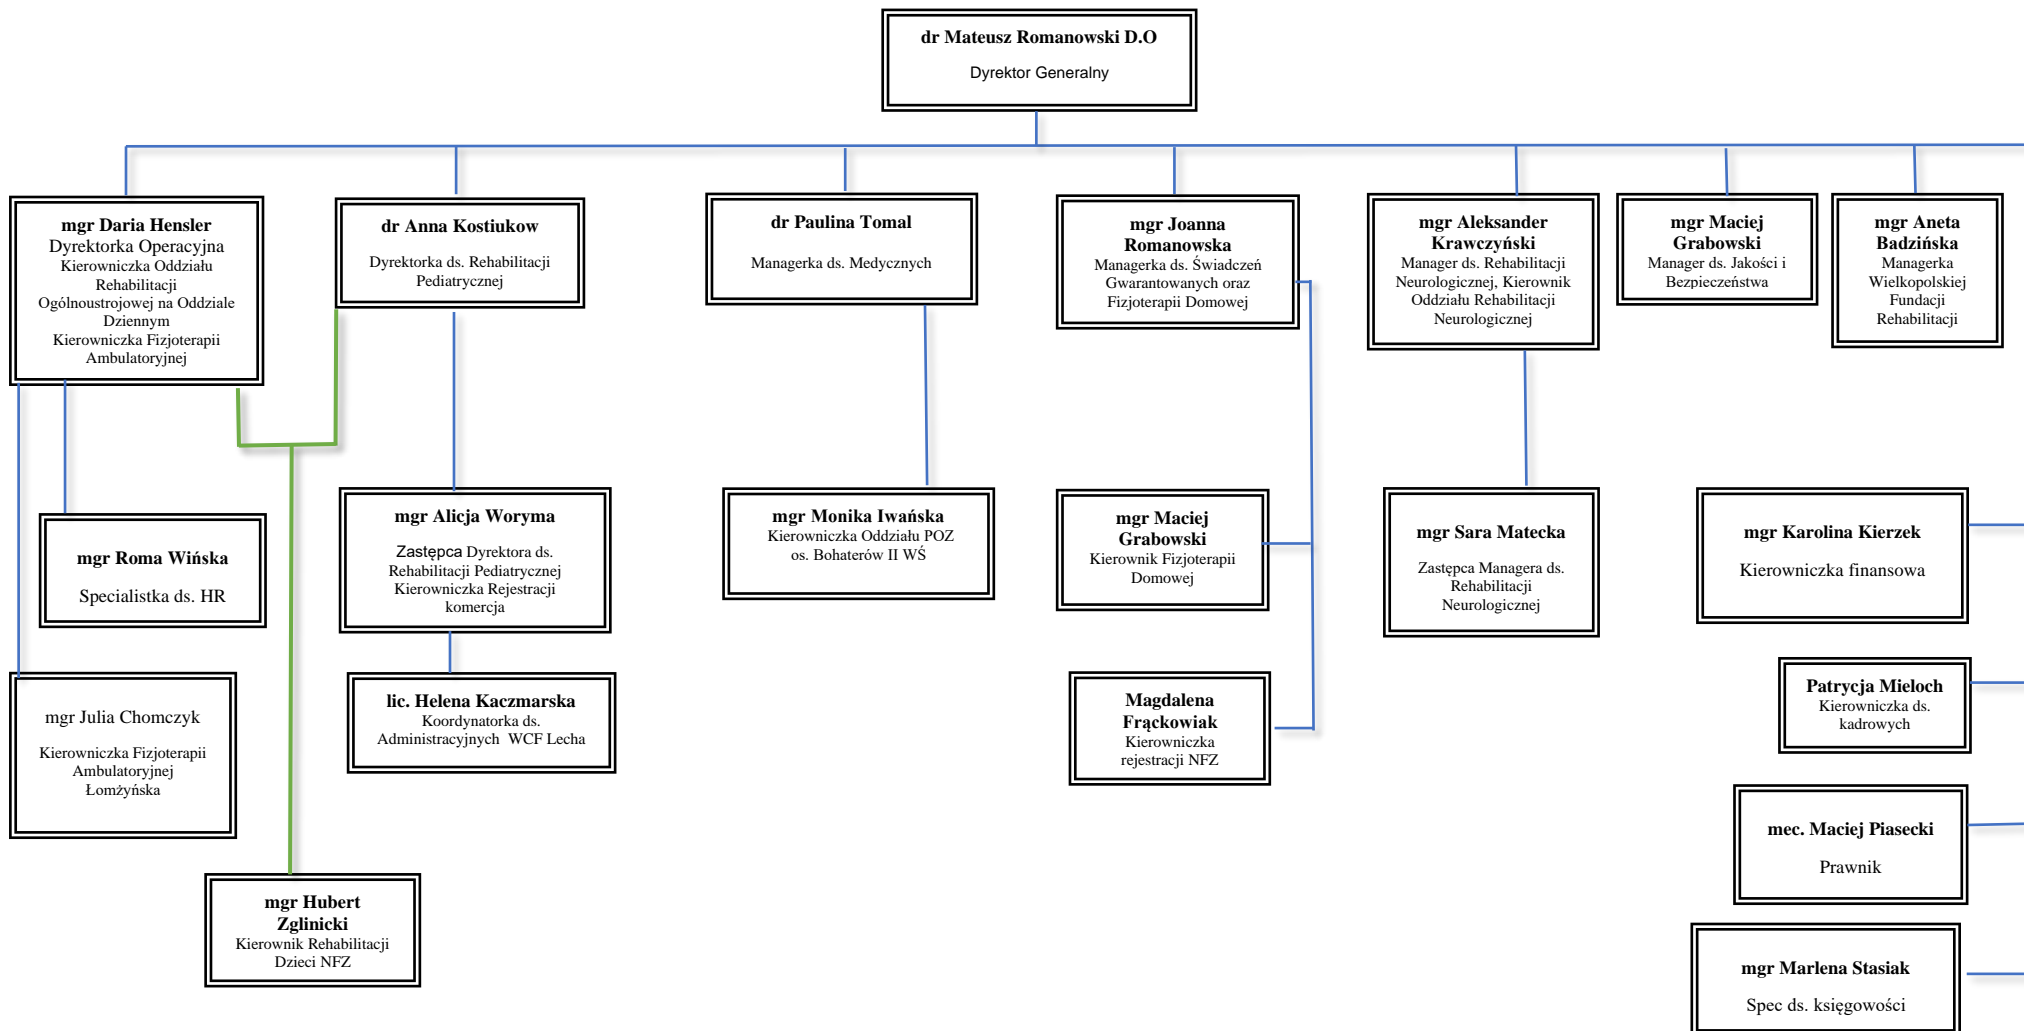 dr Mateusz Romanowski D.O
Dyrektor Generalny
mgr Daria Hensler
Dyrektorka Operacyjna
Kierowniczka Oddziału
Rehabilitacji
Ogólnoustrojowej na Oddziale
Dziennym
Kierowniczka Fizjoterapii
Ambulatoryjnej
dr Anna Kostiukow
Dyrektorka ds. Rehabilitacji
Pediatrycznej
dr Paulina Tomal
Managerka ds. Medycznych
mgr Joanna
Romanowska
Managerka ds. Świadczeń
Gwarantowanych oraz
Fizjoterapii Domowej
mgr Aleksander
Krawczyński
Manager ds. Rehabilitacji
Neurologicznej, Kierownik
Oddziału Rehabilitacji
Neurologicznej
mgr Maciej
Grabowski
Manager ds. Jakości i
Bezpieczeństwa
mgr Aneta
Badzińska
Managerka
Wielkopolskiej
Fundacji
Rehabilitacji
mgr Roma Wińska
Specialistka ds. HR
mgr Alicja Woryma
Zastępca Dyrektora ds.
Rehabilitacji Pediatrycznej
Kierowniczka Rejestracji
komercja
mgr Monika Iwańska
Kierowniczka Oddziału POZ
os. Bohaterów II WŚ
mgr Maciej
Grabowski
Kierownik Fizjoterapii
Domowej
mgr Sara Matecka
Zastępca Managera ds.
Rehabilitacji
Neurologicznej
mgr Karolina Kierzek
Kierowniczka finansowa
mgr Julia Chomczyk
Kierowniczka Fizjoterapii
Ambulatoryjnej
Łomżyńska
lic. Helena Kaczmarska
Koordynatorka ds.
Administracyjnych WCF Lecha
Magdalena
Frąckowiak
Kierowniczka
rejestracji NFZ
Patrycja Mieloch
Kierowniczka ds.
kadrowych
mec. Maciej Piasecki
Prawnik
mgr Hubert
Zglinicki
Kierownik Rehabilitacji
Dzieci NFZ
mgr Marlena Stasiak
Spec ds. księgowości